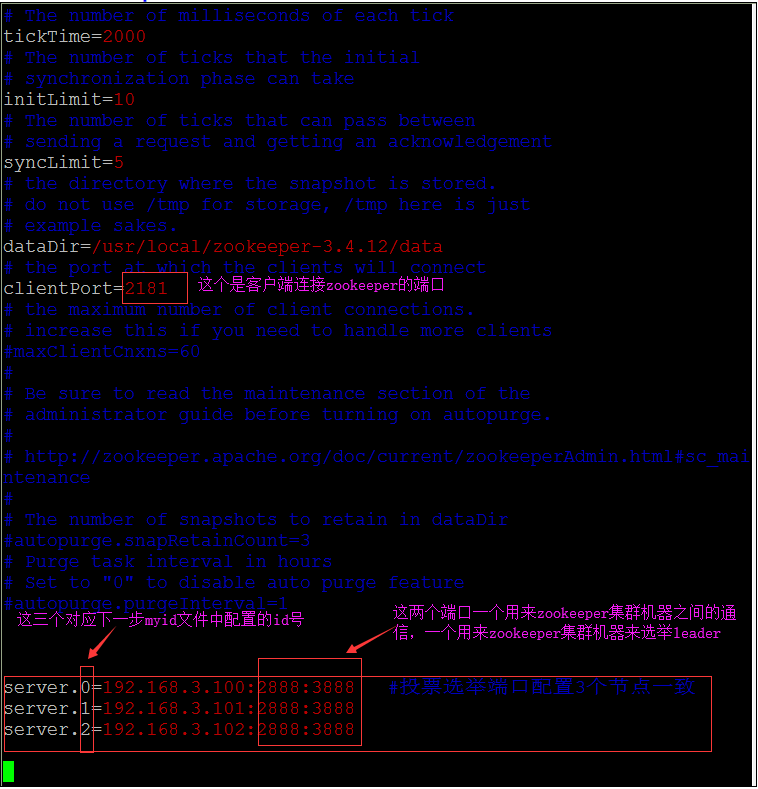 # The number of milliseconds of each tick
tickTime=2000
# The number of ticks that the initial
# synchronization phase can take
initLimit=10
# The number of ticks that can pass between
# sending a request and getting an acknowledgement
syncLimit=5
# the directory where the snapshot is stored.
# do not use /tmp for storage, /tmp here is just
# example sakes.
dataDir=/usr/local/zookeeper-3.4.12/data
# the port at which the clients will connect
clientPort=2181 这个是客户端连接zookeeper的端口
# the maximum number of client connections.
# increase this if you need to handle more clients
#maxClientCnxns=60
#
# Be sure to read the maintenance section of the
# administrator guide before turning on autopurge.
#
# http://zookeeper.apache.org/doc/current/zookeeperAdmin.html#sc_mai
ntenance
#
# The number of snapshots to retain in dataDir
#autopurge.snapRetainCount=3
# Purge task interval in hours
# Set to "0" to disable auto purge feature
#autopurge.purgeInterval=1
这三个对应下一步myid文件中配置的id号
这两个端口一个用来zookeeper集群机器之间的通
信，一个用来zookeeper集群机器来选举leader
server.0=192.168.3.100:2888:3888 #投票选举端口配置3个节点一致
server.1=192.168.3.101:2888:3888
server.2=192.168.3.102:2888:3888